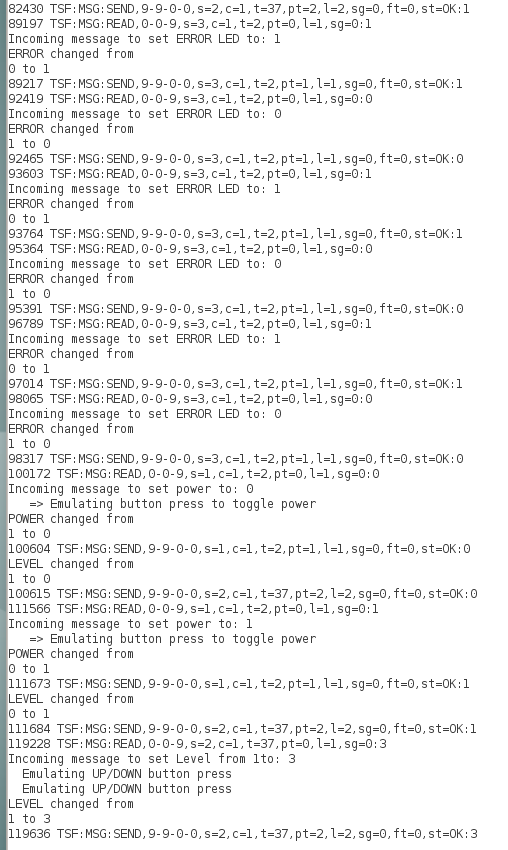 82430 TSF:MSG:SEND,9-9-0-0,s=2,c=1,t=37,pt=2,l=2,sg=0,ft=0,st=OK:1
89197 TSF:MSG:READ,0-0-9,s=3,c=1,t=2,pt=0,l=1,sg=0:1
Incoming message to set ERROR LED to: 1
ERROR changed from
0 to 1
89217 TSF:MSG:SEND,9-9-0-0,s=3,c=1,t=2,pt=1,l=1,sg=0,ft=0,st=OK:1
92419 TSF:MSG:READ,0-0-9,s=3,c=1,t=2,pt=0,l=1,sg=0:0
Incoming message to set ERROR LED to: 0
ERROR changed from
1 to 0
92465 TSF:MSG:SEND,9-9-0-0,s=3,c=1,t=2,pt=1,l=1,sg=0,ft=0,st=OK:0
93603 TSF:MSG:READ,0-0-9,s=3,c=1,t=2,pt=0,l=1,sg=0:1
Incoming message to set ERROR LED to: 1
ERROR changed from
0 to 1
93764 TSF:MSG:SEND,9-9-0-0,s=3,c=1,t=2,pt=1,l=1,sg=0,ft=0,st=OK:1
95364 TSF:MSG:READ,0-0-9,s=3,c=1,t=2,pt=0,l=1,sg=0:0
Incoming message to set ERROR LED to: 0
ERROR changed from
1 to 0
95391 TSF:MSG:SEND,9-9-0-0,s=3,c=1,t=2,pt=1,l=1,sg=0,ft=0,st=OK:0
96789 TSF:MSG:READ,0-0-9,s=3,c=1,t=2,pt=0,l=1,sg=0:1
Incoming message to set ERROR LED to: 1
ERROR changed from
0 to 1
97014 TSF:MSG:SEND,9-9-0-0,s=3,c=1,t=2,pt=1,l=1,sg=0,ft=0,st=OK:1
98065 TSF:MSG:READ,0-0-9,s=3,c=1,t=2,pt=0,l=1,sg=0:0
Incoming message to set ERROR LED to: 0
ERROR changed from
1 to 0
98317 TSF:MSG:SEND,9-9-0-0,s=3,c=1,t=2,pt=1,l=1,sg=0,ft=0,st=OK:0
100172 TSF:MSG:READ,0-0-9,s=1,c=1,t=2,pt=0,l=1,sg=0:0
Incoming message to set power to: 0
=> Emulating button press to toggle power
POWER changed from
1 to 0
100604 TSF:MSG:SEND,9-9-0-0,s=1,c=1,t=2,pt=1,l=1,sg=0,ft=0,st=OK:0
LEVEL changed from
1 to 0
100615 TSF:MSG:SEND,9-9-0-0,s=2,c=1,t=37,pt=2,l=2,sg=0,ft=0,st=OK:0
111566 TSF:MSG:READ,0-0-9,s=1,c=1,t=2,pt=0,l=1,sg=0:1
Incoming message to set power to: 1
=> Emulating button press to toggle power
POWER changed from
0 to 1
111673 TSF:MSG:SEND,9-9-0-0,s=1,c=1,t=2,pt=1,l=1,sg=0,ft=0,st=OK:1
LEVEL changed from
0 to 1
111684 TSF:MSG:SEND,9-9-0-0,s=2,c=1,t=37,pt=2,l=2,sg=0,ft=0,st=OK:1
119228 TSF:MSG:READ,0-0-9,s=2,c=1,t=37,pt=0,l=1,sg=0:3
Incoming message to set Level from 1to: 3
Emulating UP/DOWN button press
Emulating UP/DOWN button press
LEVEL changed from
1 to 3
119636 TSF:MSG:SEND,9-9-0-0,s=2,c=1,t=37,pt=2,l=2,sg=0,ft=0,st=OK:3